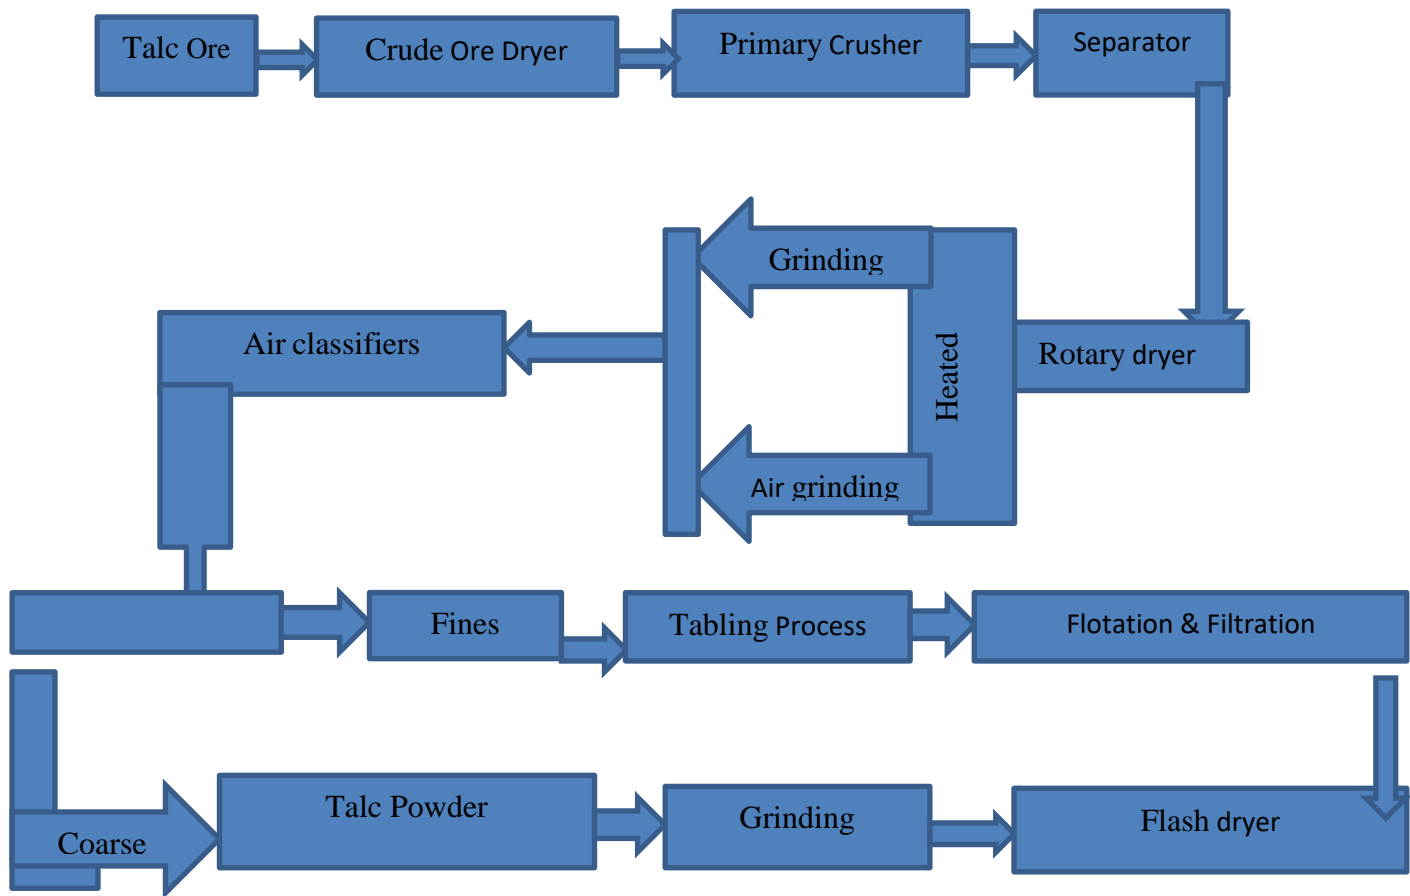 Talc Ore
Crude Ore Dryer
Primary Crusher
Separator
Grinding
Air classifiers
Heated
Rotary dryer
Air grinding
Fines
Tabling Process
Flotation & Filtration
Coarse
Talc Powder
Grinding
Flash dryer